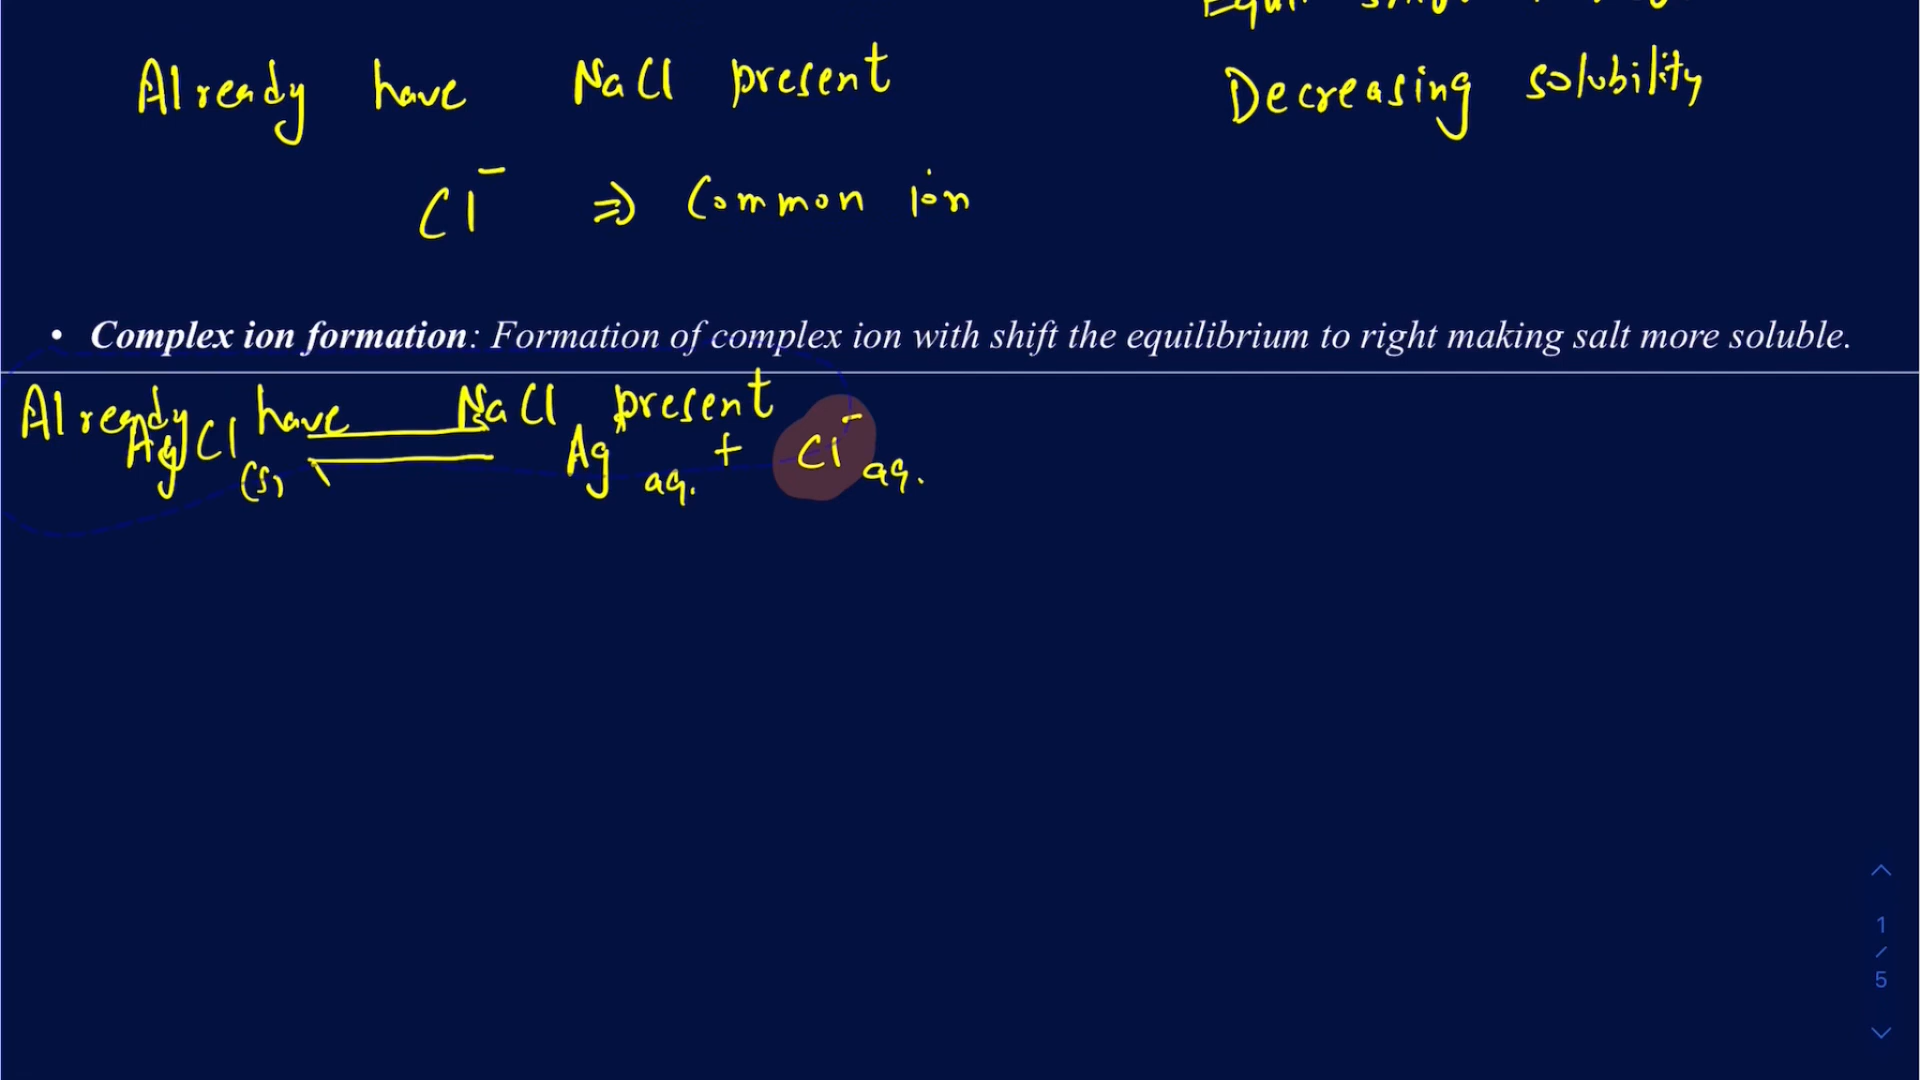 Already have NaCl present
Decreasing solubility
Cl⁻ ⇒ Common ion
• Complex ion formation: Formation of complex ion with shift the equilibrium to right making salt more soluble.
Already have NaCl present
AgCl (s) ⇌ Ag aq. + Cl⁻ aq.
1
/
5